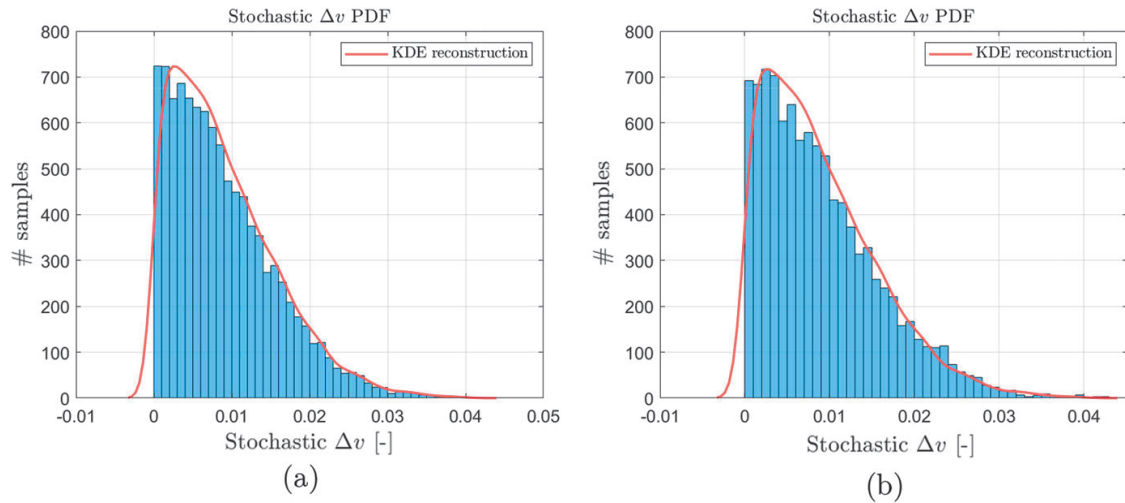 Stochastic Δv PDF
KDE reconstruction
800
700
600
500
400
300
200
100
0
# samples
-0.01 0 0.01 0.02 0.03 0.04 0.05
Stochastic Δv [-]
(a)
Stochastic Δv PDF
KDE reconstruction
800
700
600
500
400
300
200
100
0
# samples
-0.01 0 0.01 0.02 0.03 0.04
Stochastic Δv [-]
(b)